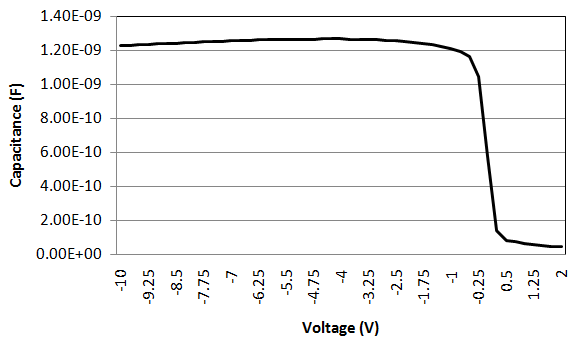 1.40E-09
1.20E-09
1.00E-09
8.00E-10
6.00E-10
4.00E-10
2.00E-10
0.00E+00
Capacitance (F)
-10
-9.25
-8.5
-7.75
-7
-6.25
-5.5
-4.75
-4
-3.25
-2.5
-1.75
-1
-0.25
0.5
1.25
2
Voltage (V)